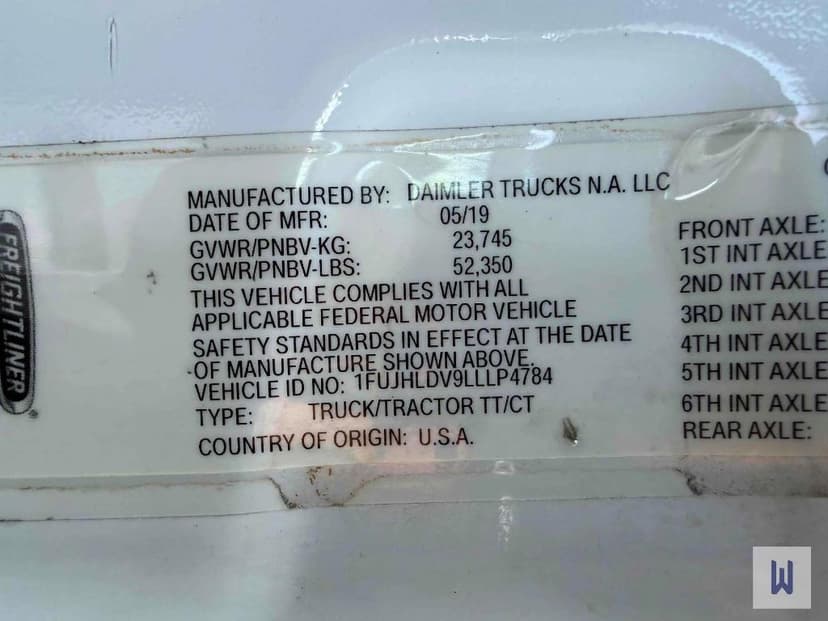 FREIGHTLINER®
MANUFACTURED BY: DAIMLER TRUCKS N.A. LLC
DATE OF MFR: 05/19
GVWR/PNBV-KG: 23,745
GVWR/PNBV-LBS: 52,350
THIS VEHICLE COMPLIES WITH ALL
APPLICABLE FEDERAL MOTOR VEHICLE
SAFETY STANDARDS IN EFFECT AT THE DATE
OF MANUFACTURE SHOWN ABOVE.
VEHICLE ID NO: 1FUJHLDV9LLLP4784
TYPE: TRUCK/TRACTOR TT/CT
COUNTRY OF ORIGIN: U.S.A.
FRONT AXLE:
1ST INT AXLE
2ND INT AXLE
3RD INT AXLE
4TH INT AXLE
5TH INT AXLE
6TH INT AXLE
REAR AXLE:
W